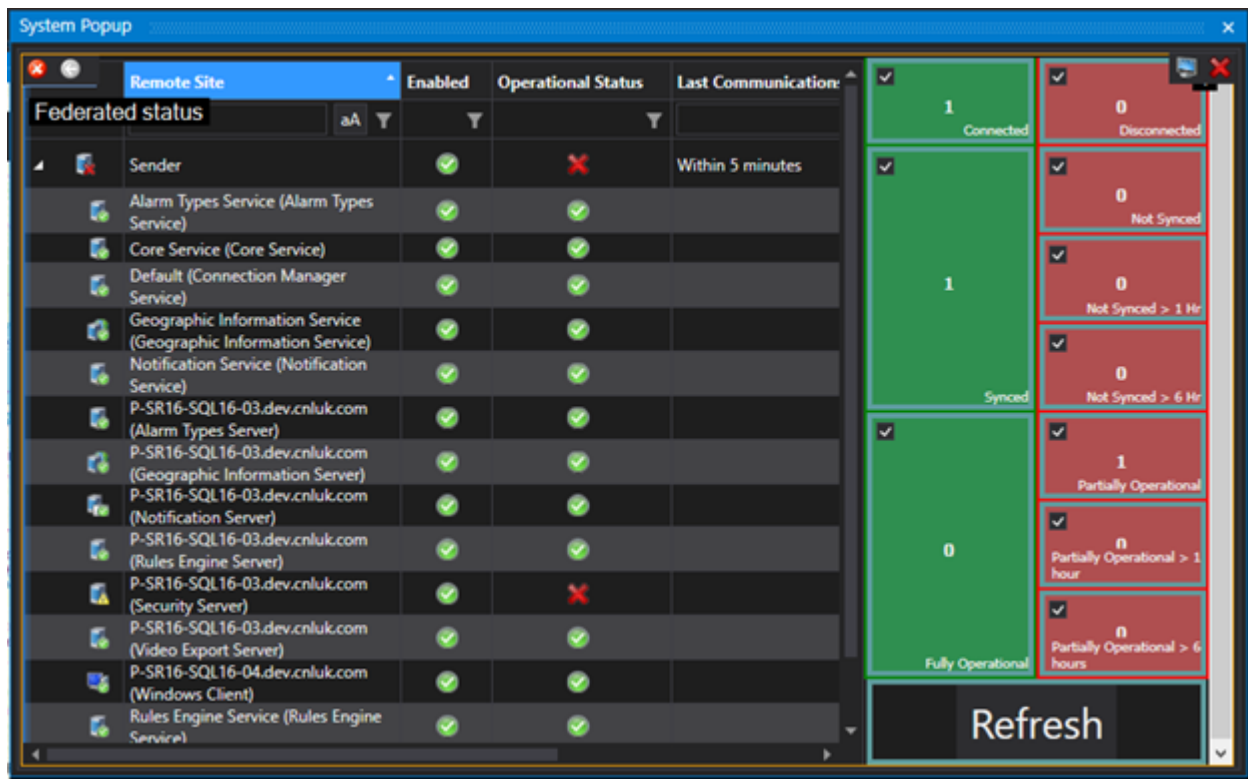 System Popup
Remote Site Enabled Operational Status Last Communication
Federated status aA
Sender Within 5 minutes
Alarm Types Service (Alarm Types
Service)
Core Service (Core Service)
Default (Connection Manager
Service)
Geographic Information Service
(Geographic Information Service)
Notification Service (Notification
Service)
P-SR16-SQL16-03.dev.cnluk.com
(Alarm Types Server)
P-SR16-SQL16-03.dev.cnluk.com
(Geographic Information Server)
P-SR16-SQL16-03.dev.cnluk.com
(Notification Server)
P-SR16-SQL16-03.dev.cnluk.com
(Rules Engine Server)
P-SR16-SQL16-03.dev.cnluk.com
(Security Server)
P-SR16-SQL16-03.dev.cnluk.com
(Video Export Server)
P-SR16-SQL16-04.dev.cnluk.com
(Windows Client)
Rules Engine Service (Rules Engine
Service)
1
Connected
0
Disconnected
1
Synced
0
Not Synced
0
Not Synced > 1 Hr
0
Not Synced > 6 Hr
0
Fully Operational
1
Partially Operational
0
Partially Operational > 1
hour
0
Partially Operational > 6
hours
Refresh